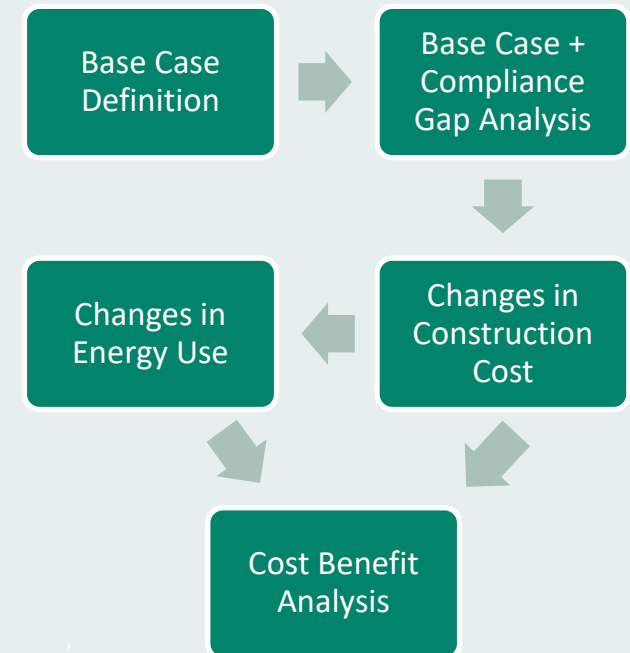 Base Case
Definition
Base Case +
Compliance
Gap Analysis
Changes in
Energy Use
Changes in
Construction
Cost
Cost Benefit
Analysis